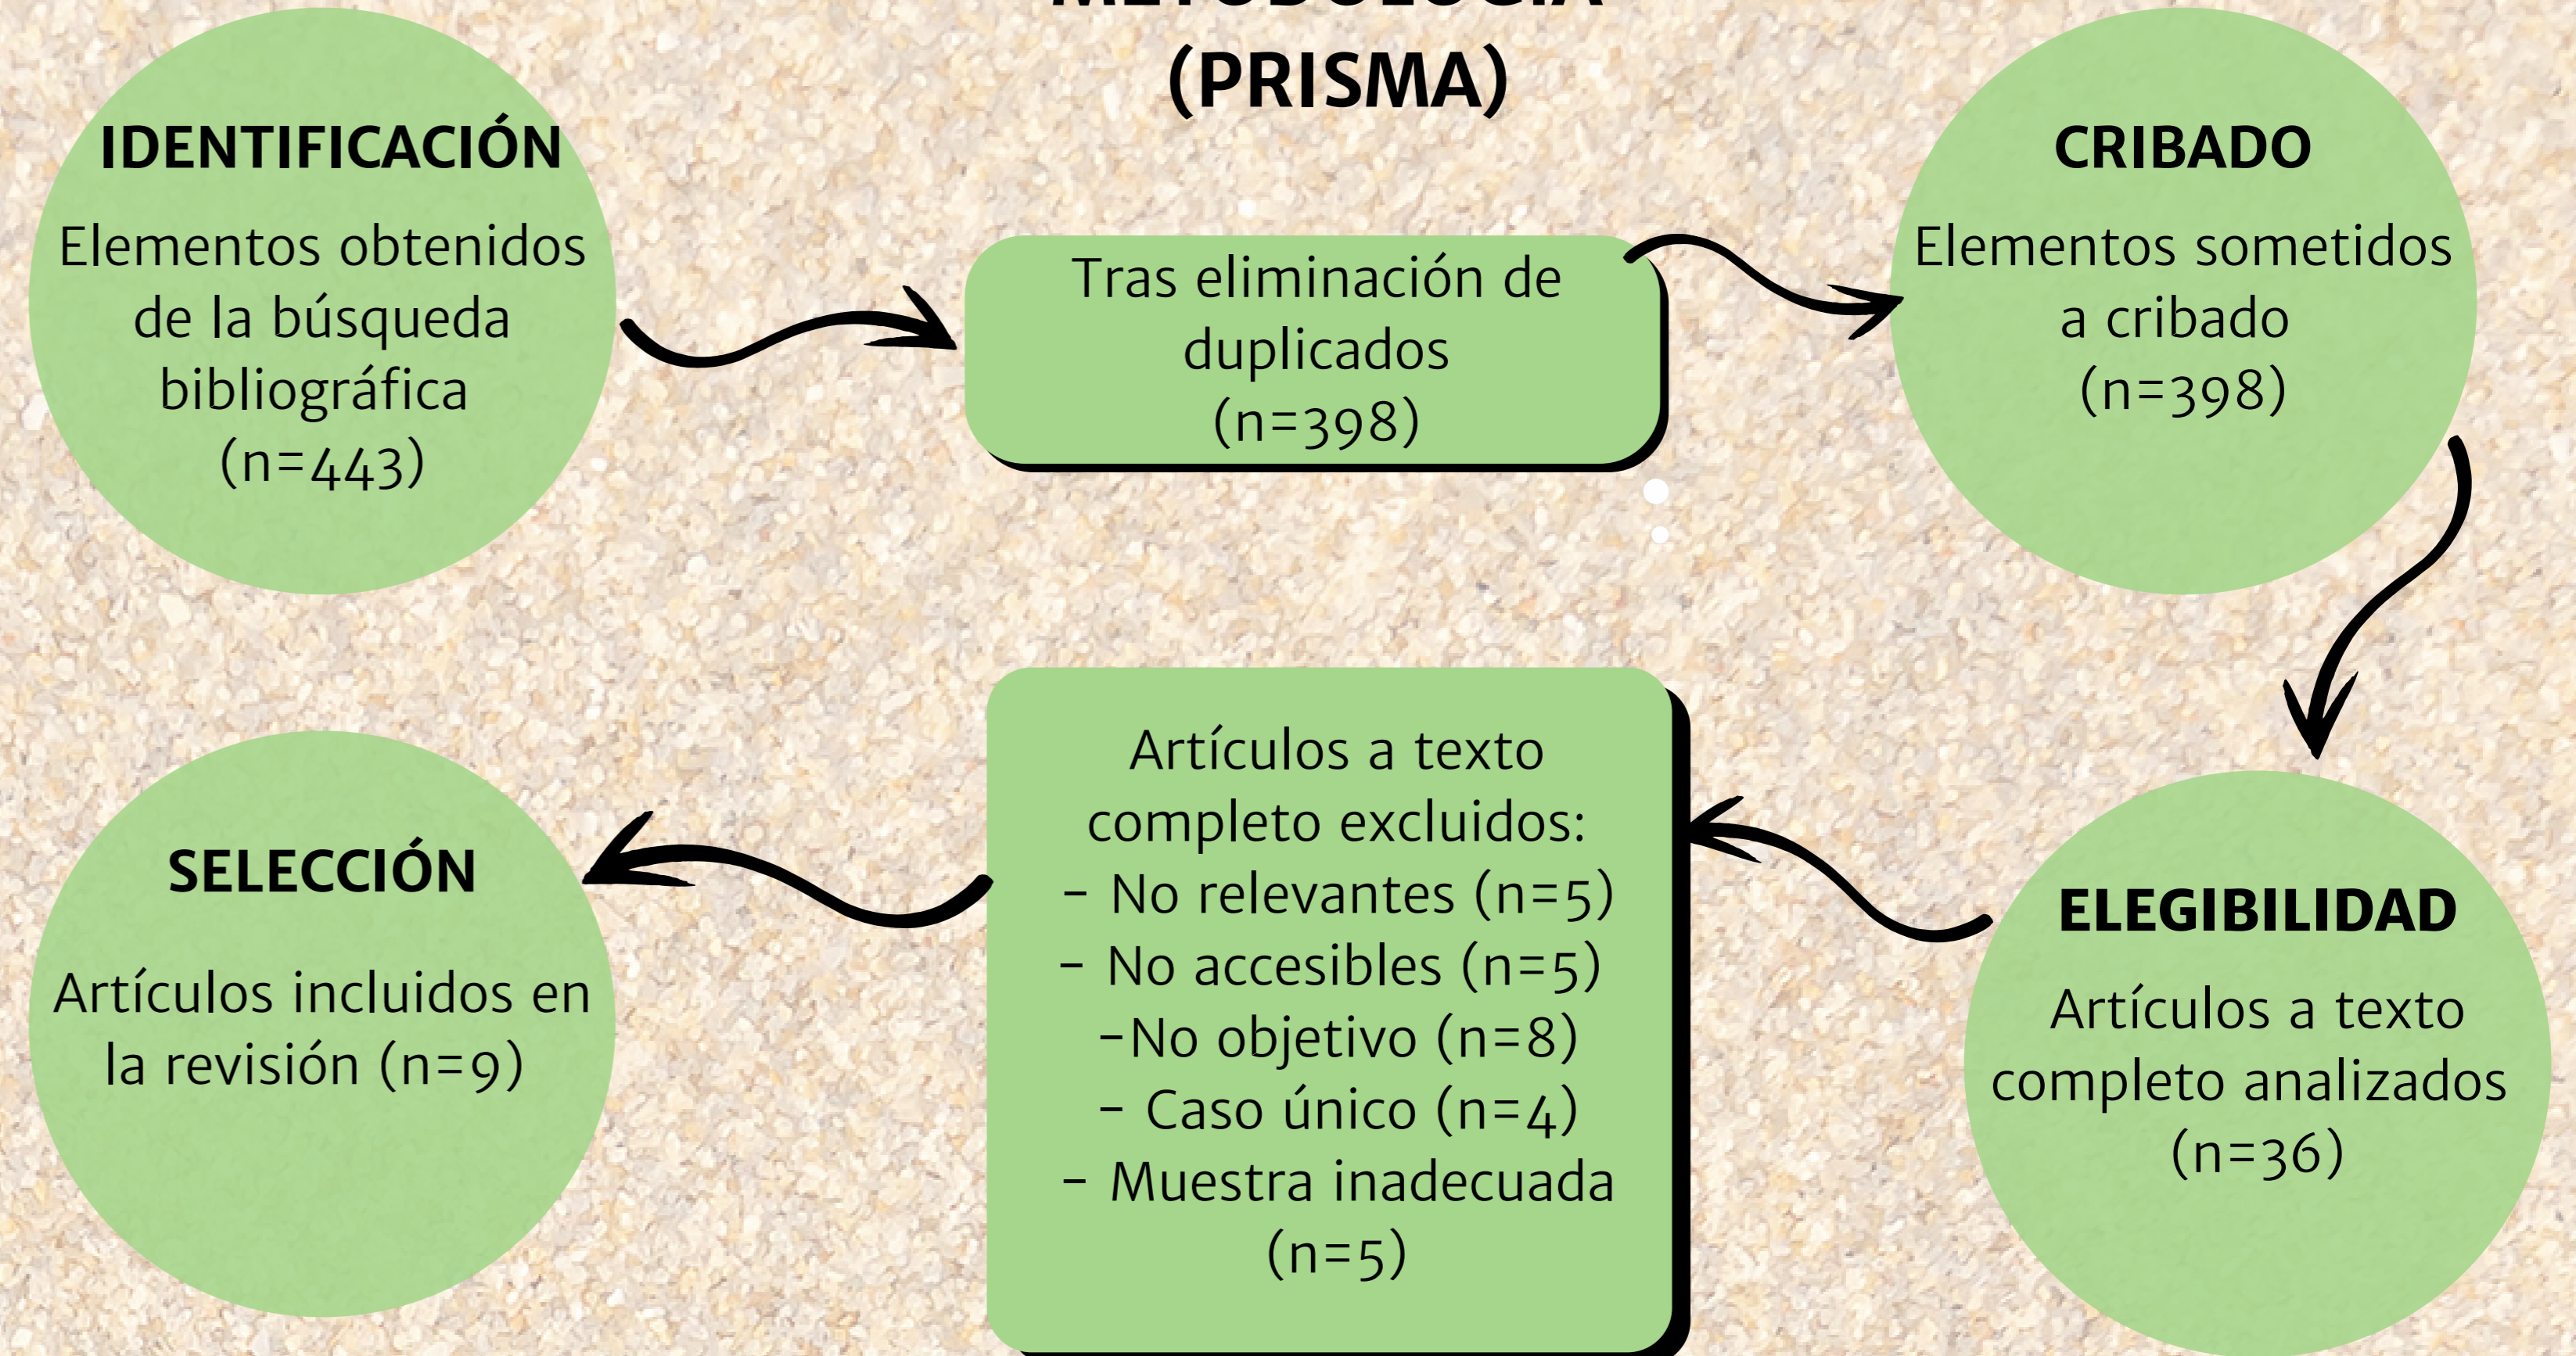 METODOLOGÍA
(PRISMA)
IDENTIFICACIÓN
Elementos obtenidos
de la búsqueda
bibliográfica
(n=443)
Tras eliminación de
duplicados
(n=398)
CRIBADO
Elementos sometidos
a cribado
(n=398)
ELEGIBILIDAD
Artículos a texto
completo analizados
(n=36)
Artículos a texto
completo excluidos:
- No relevantes (n=5)
- No accesibles (n=5)
-No objetivo (n=8)
- Caso único (n=4)
- Muestra inadecuada
(n=5)
SELECCIÓN
Artículos incluidos en
la revisión (n=9)